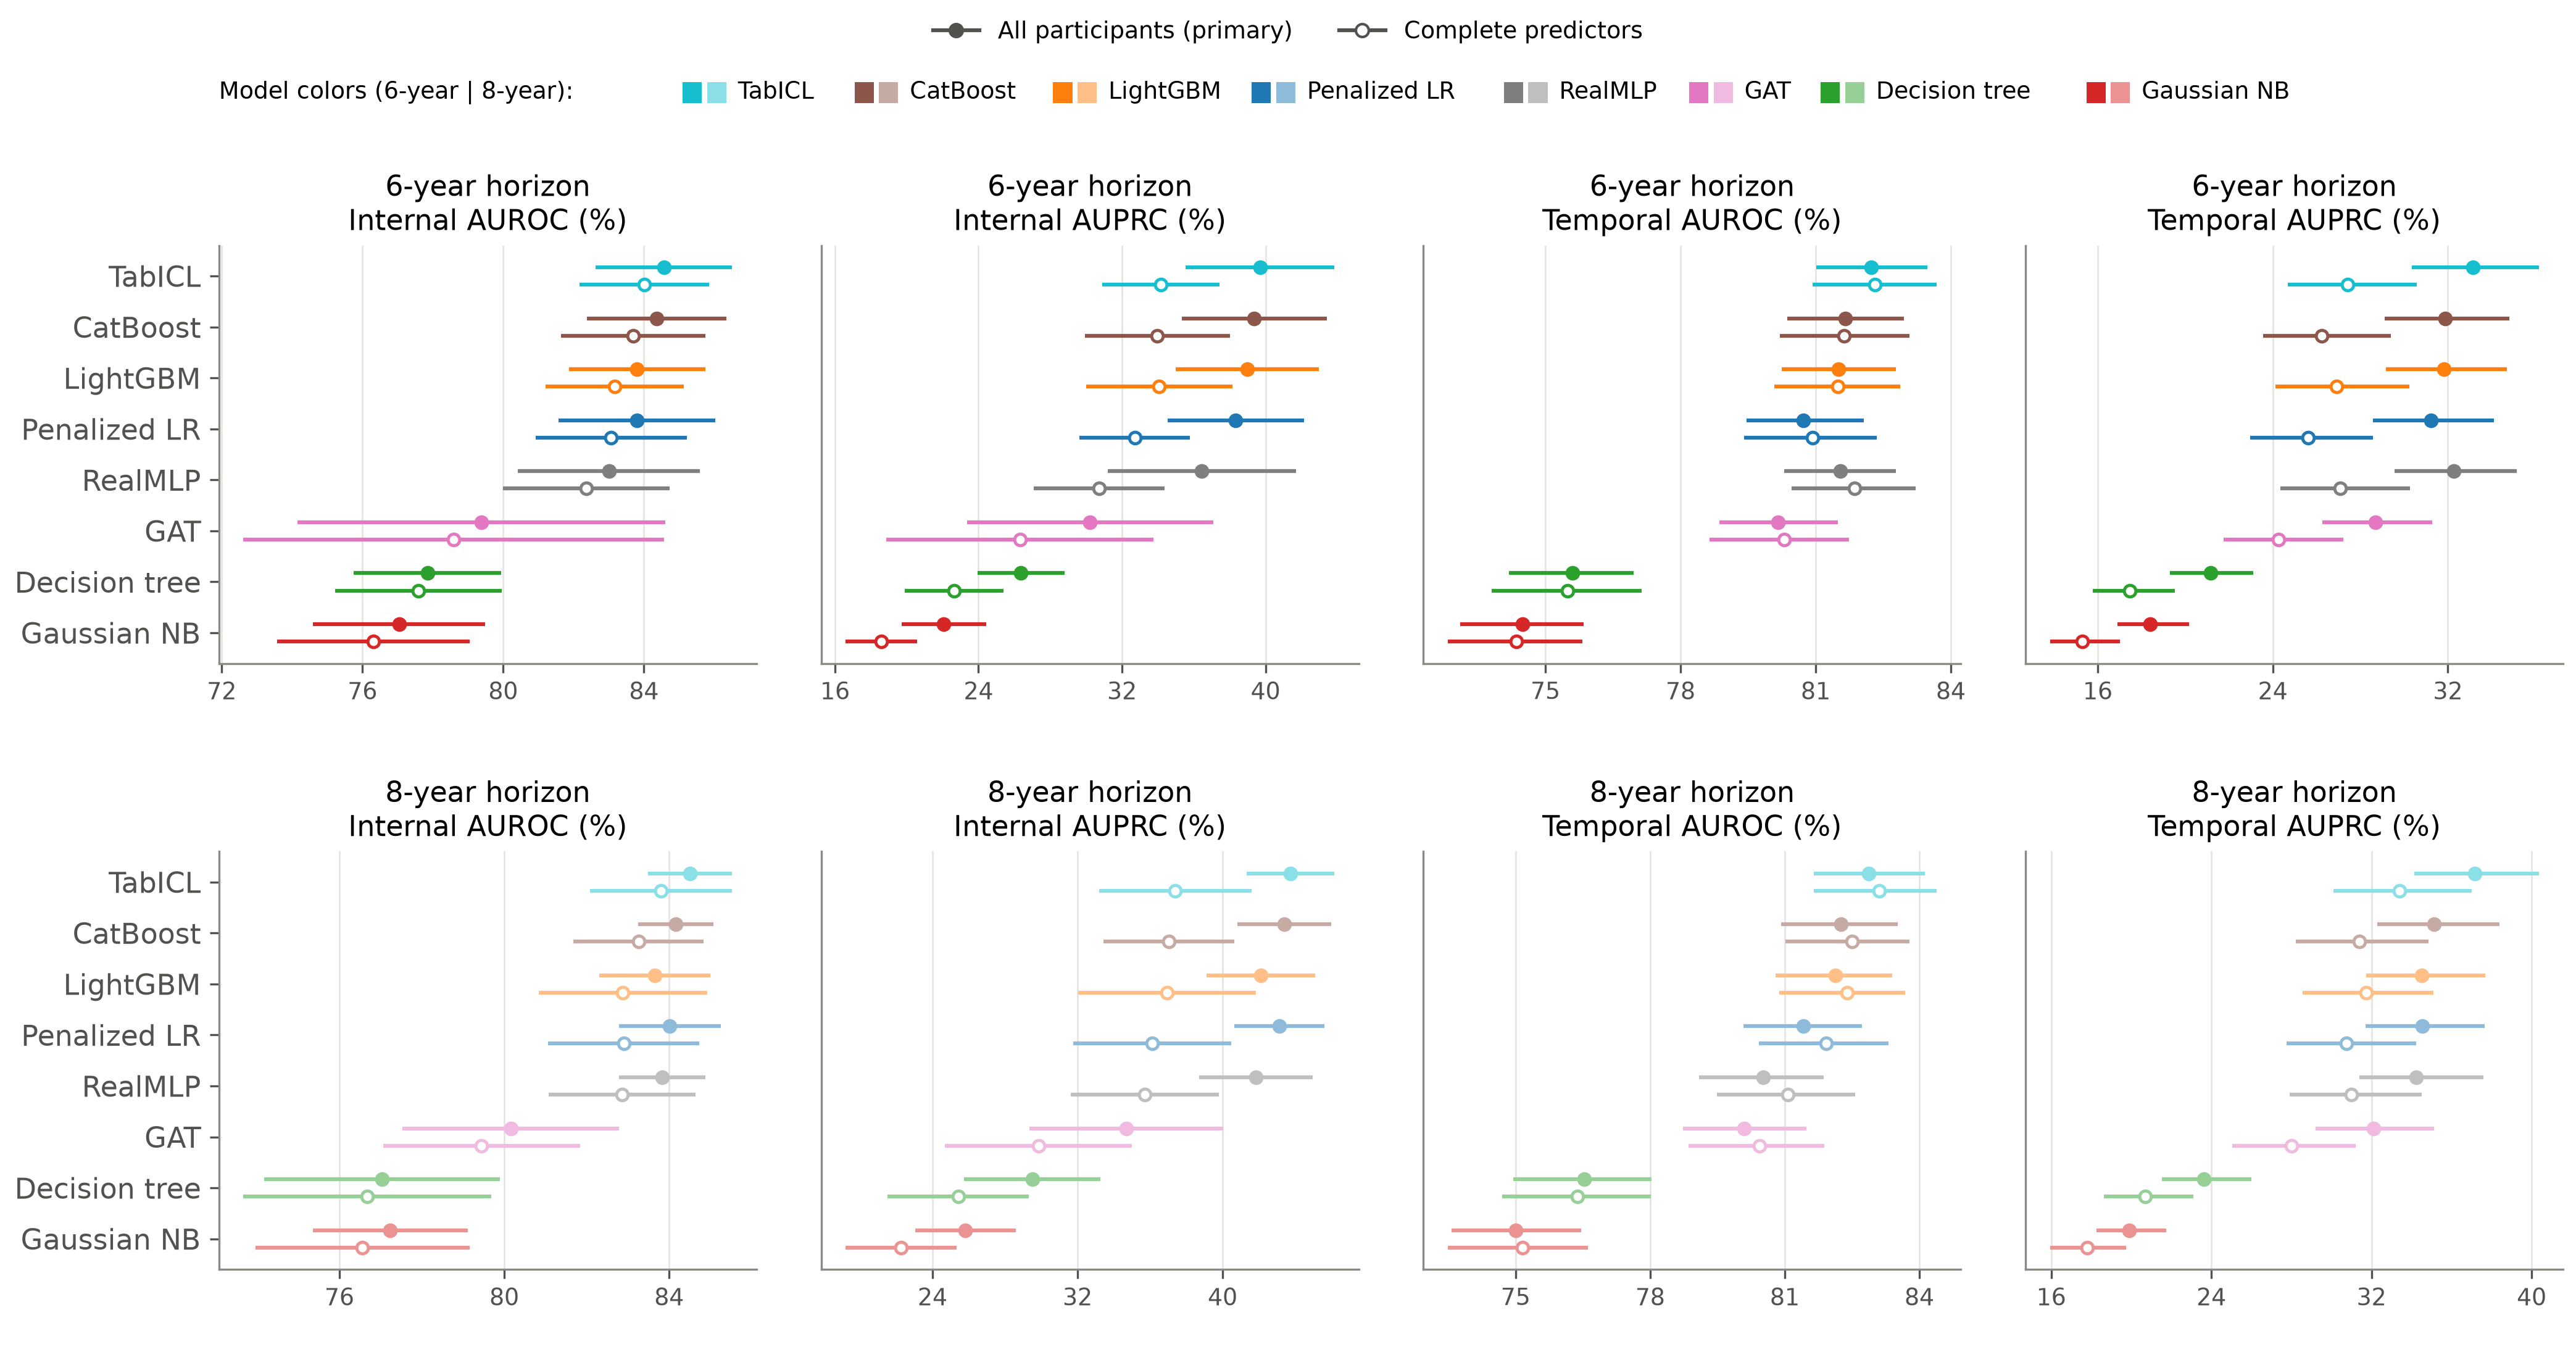 All participants (primary) Complete predictors
Model colors (6-year | 8-year): TabICL CatBoost LightGBM Penalized LR RealMLP GAT Decision tree Gaussian NB
6-year horizon
Internal AUROC (%)
6-year horizon
Internal AUPRC (%)
6-year horizon
Temporal AUROC (%)
6-year horizon
Temporal AUPRC (%)
TabICL
CatBoost
LightGBM
Penalized LR
RealMLP
GAT
Decision tree
Gaussian NB
72 76 80 84
16 24 32 40
75 78 81 84
16 24 32
8-year horizon
Internal AUROC (%)
8-year horizon
Internal AUPRC (%)
8-year horizon
Temporal AUROC (%)
8-year horizon
Temporal AUPRC (%)
TabICL
CatBoost
LightGBM
Penalized LR
RealMLP
GAT
Decision tree
Gaussian NB
76 80 84
24 32 40
75 78 81 84
16 24 32 40